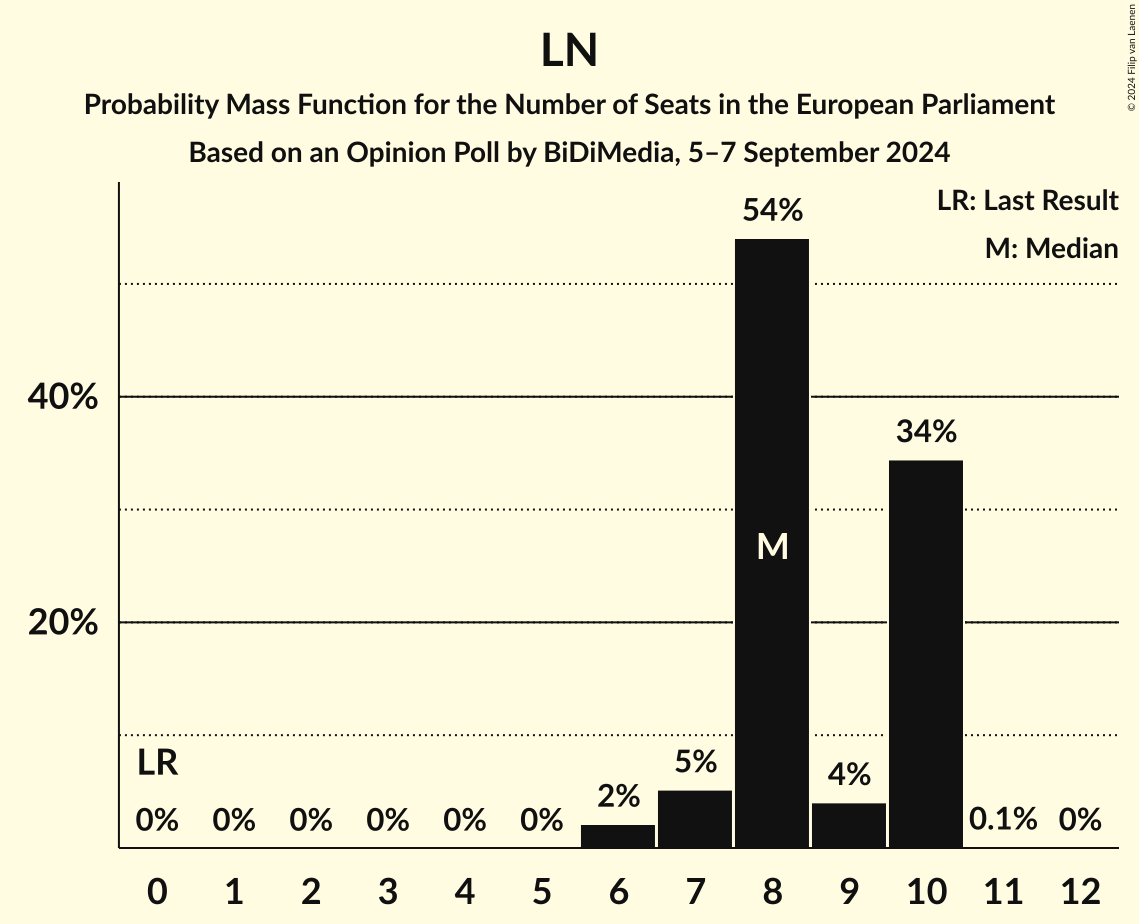 LN
Probability Mass Function for the Number of Seats in the European Parliament
Based on an Opinion Poll by BiDiMedia, 5–7 September 2024
© 2024 Filip van Laenen
LR: Last Result
M: Median
54%
40%
34%
M
20%
LR
5%
4%
2%
0% 0% 0% 0% 0% 0% 0.1% 0%
0 1 2 3 4 5 6 7 8 9 10 11 12